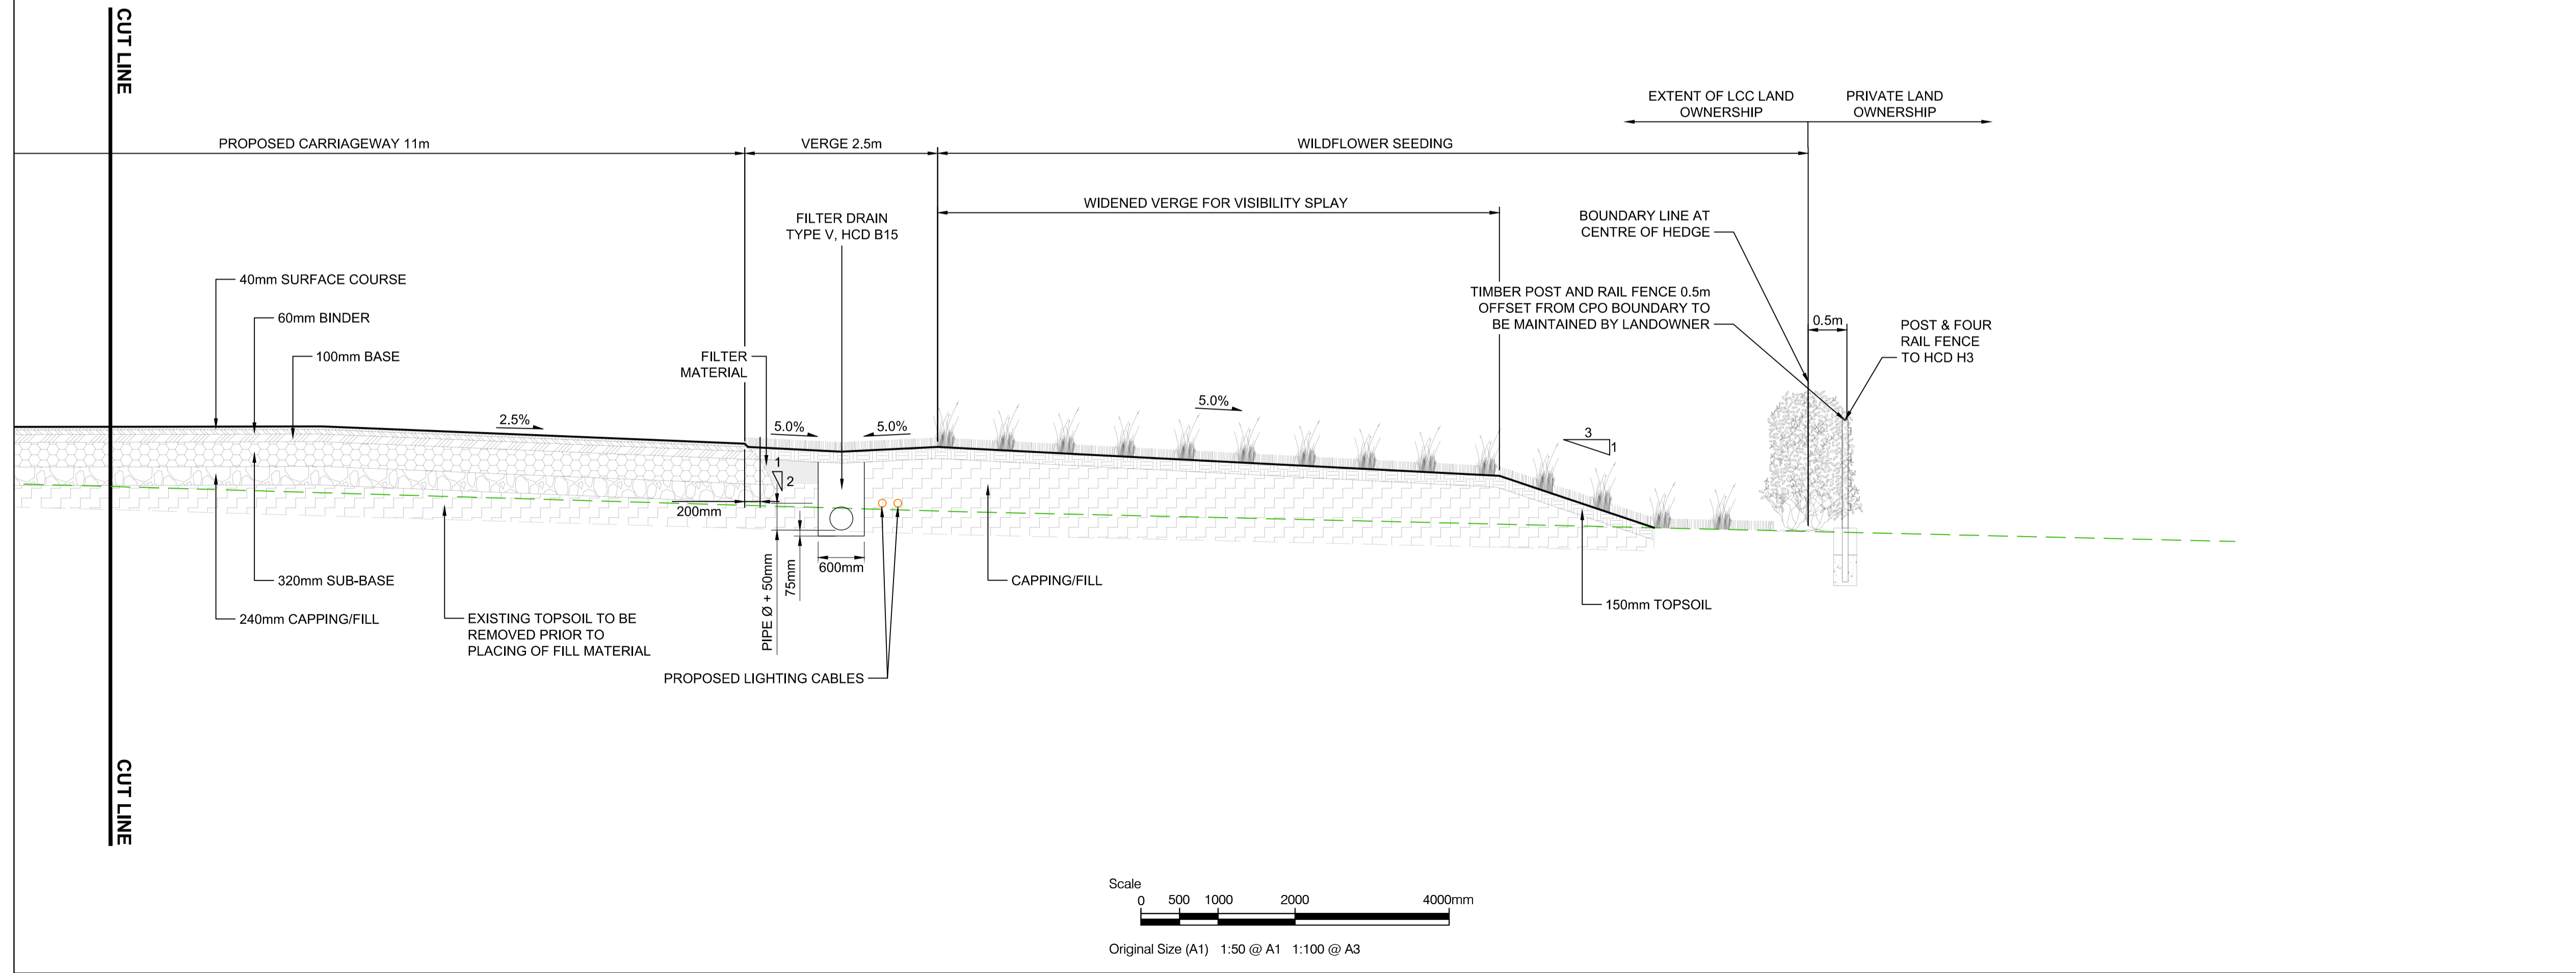 CUT LINE
EXTENT OF LCC LAND
OWNERSHIP
PRIVATE LAND
OWNERSHIP
PROPOSED CARRIAGEWAY 11m
VERGE 2.5m
WILDFLOWER SEEDING
WIDENED VERGE FOR VISIBILITY SPLAY
FILTER DRAIN
TYPE V, HCD B15
BOUNDARY LINE AT
CENTRE OF HEDGE
40mm SURFACE COURSE
60mm BINDER
100mm BASE
FILTER
MATERIAL
TIMBER POST AND RAIL FENCE 0.5m
OFFSET FROM CPO BOUNDARY TO
BE MAINTAINED BY LANDOWNER
0.5m
POST & FOUR
RAIL FENCE
TO HCD H3
2.5%
5.0%
5.0%
5.0%
3
1
1
2
200mm
PIPE Ø + 50mm
75mm
600mm
320mm SUB-BASE
240mm CAPPING/FILL
EXISTING TOPSOIL TO BE
REMOVED PRIOR TO
PLACING OF FILL MATERIAL
PROPOSED LIGHTING CABLES
CAPPING/FILL
150mm TOPSOIL
CUT LINE
Scale
0 500 1000 2000 4000mm
Original Size (A1) 1:50 @ A1 1:100 @ A3